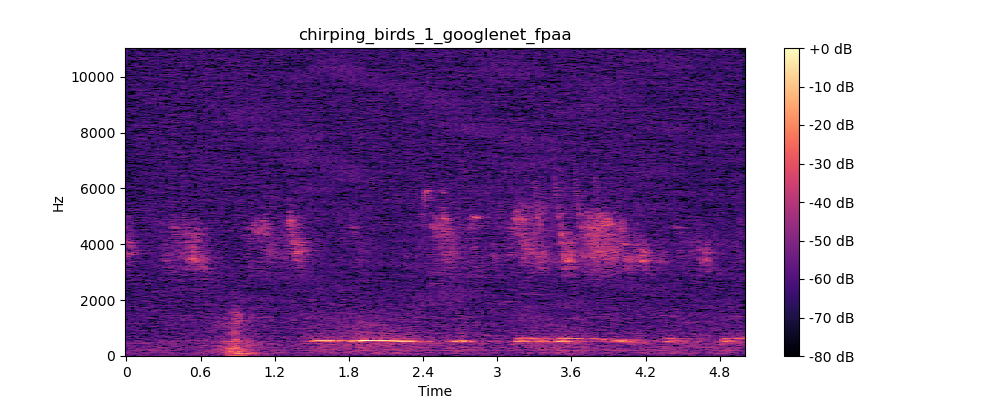 chirping_birds_1_googlenet_fpaa
Hz
10000
8000
6000
4000
2000
0
0 0.6 1.2 1.8 2.4 3 3.6 4.2 4.8
Time
+0 dB
-10 dB
-20 dB
-30 dB
-40 dB
-50 dB
-60 dB
-70 dB
-80 dB